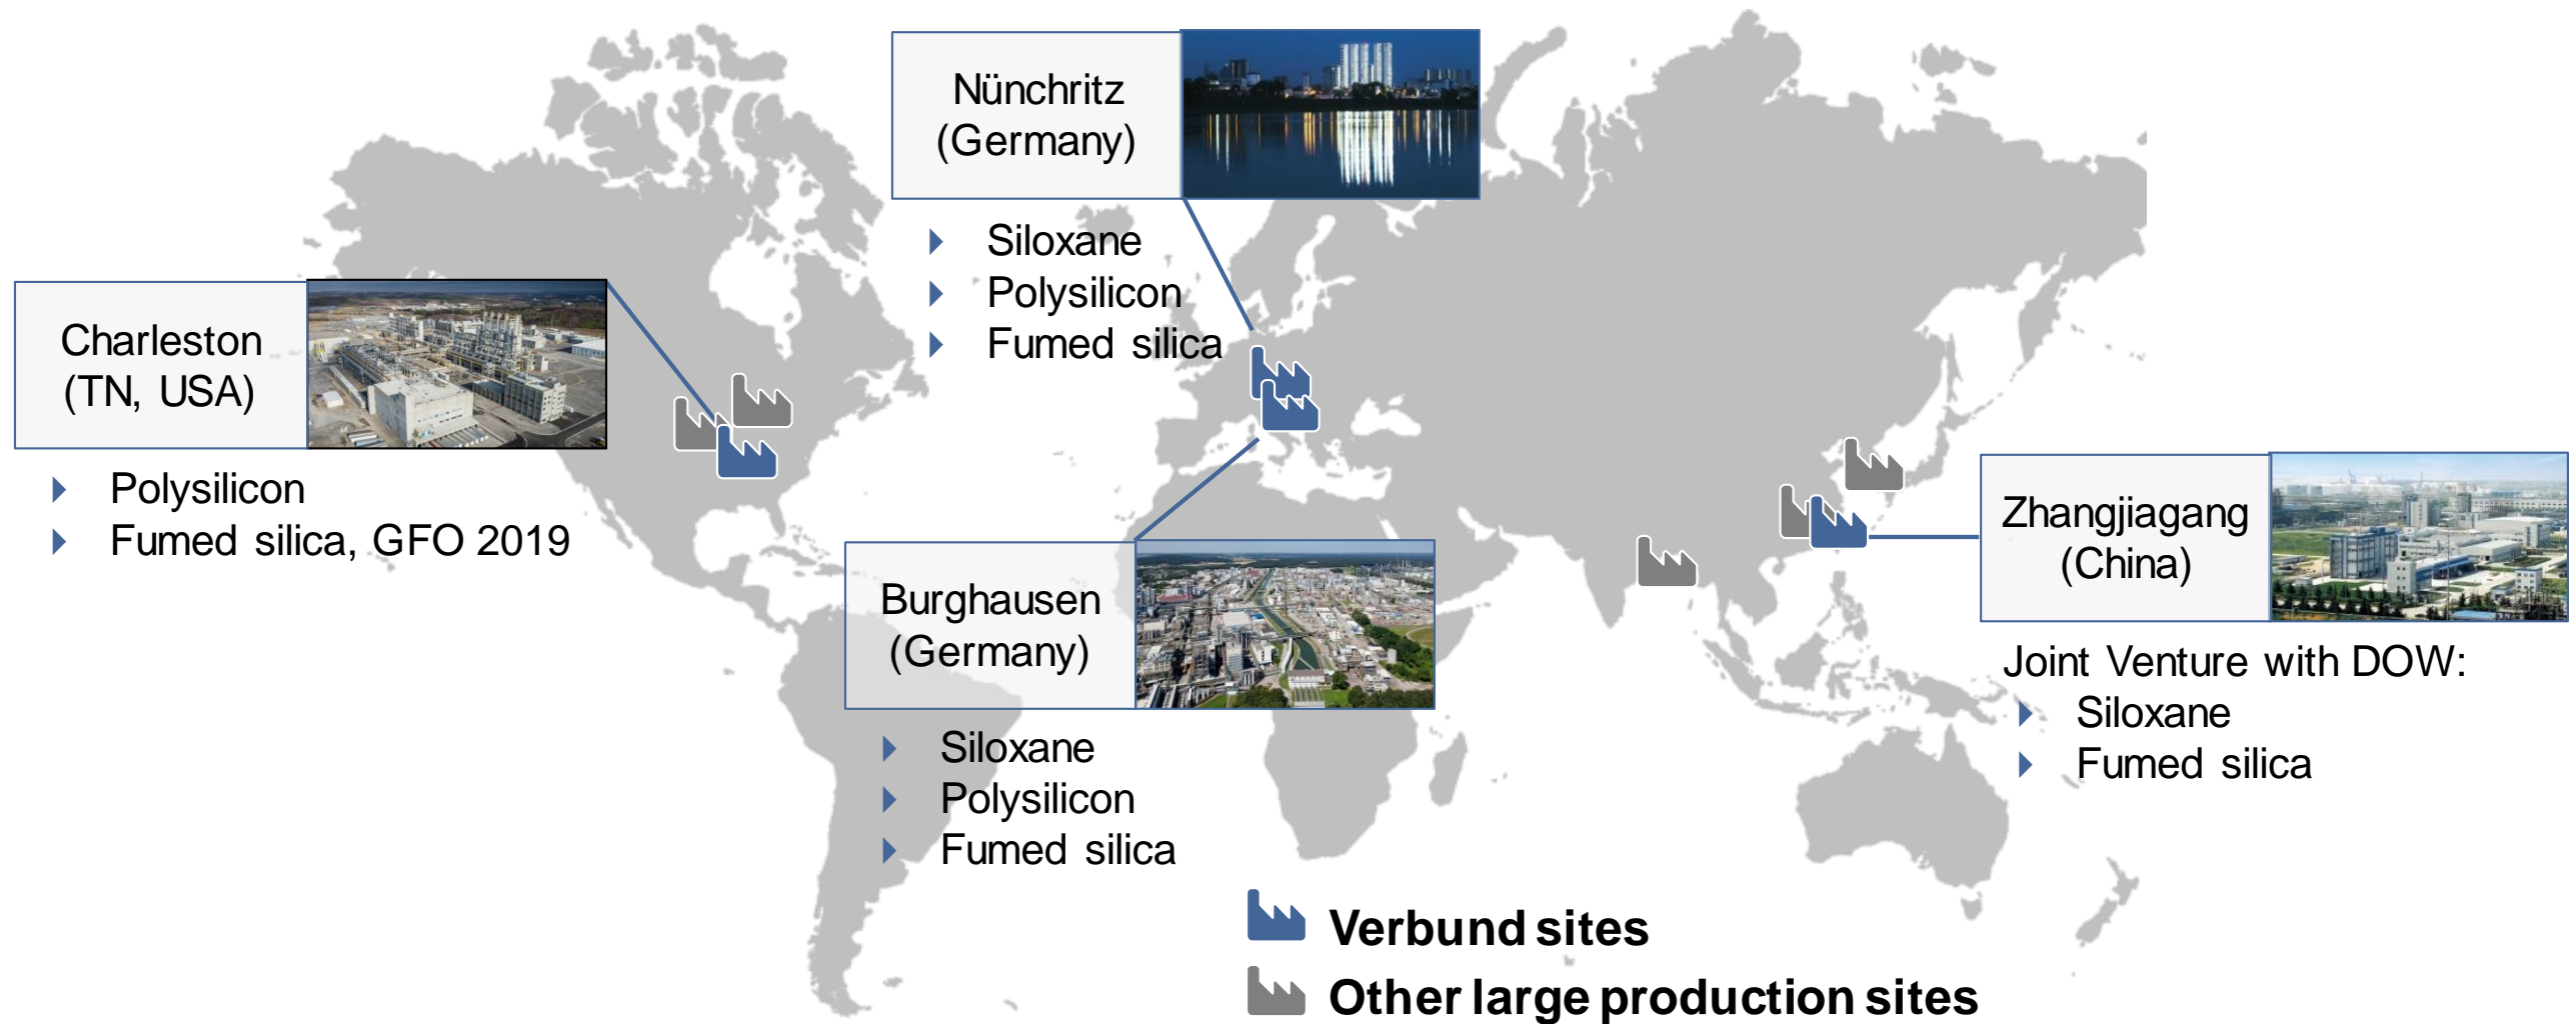 Nünchritz
(Germany)
Siloxane
Polysilicon
Fumed silica
Charleston
(TN, USA)
Polysilicon
Fumed silica, GFO 2019
Burghausen
(Germany)
Siloxane
Polysilicon
Fumed silica
Zhangjiagang
(China)
Joint Venture with DOW:
Siloxane
Fumed silica
Verbund sites
Other large production sites